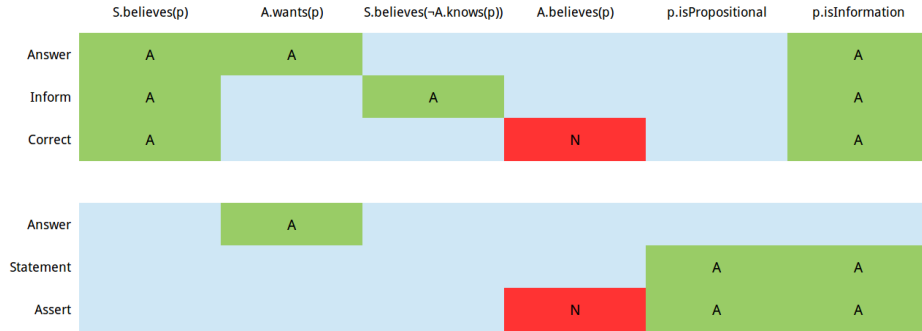 S.believes(p) A.wants(p) S.believes(¬A.knows(p)) A.believes(p) p.isPropositional p.isInformation
Answer A A A
Inform A A A
Correct A N A
Answer A
Statement A A
Assert N A A